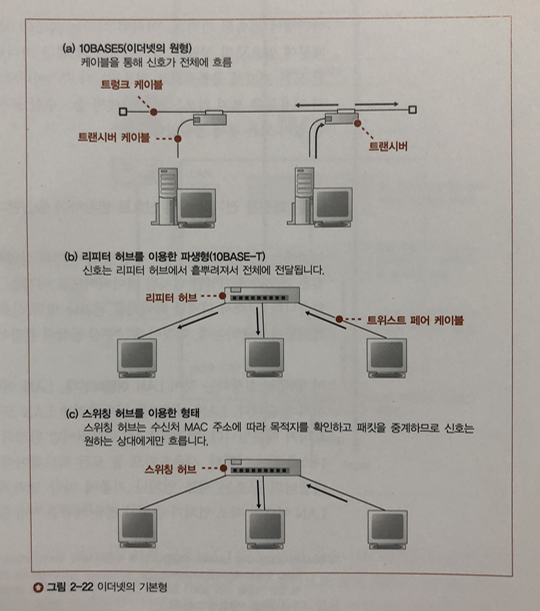 (a) 10BASE5(이더넷의 원형)
케이블을 통해 신호가 전체에 흐름
트렁크 케이블
트랜시버 케이블
트랜시버
(b) 리피터 허브를 이용한 파생형(10BASE-T)
신호는 리피터 허브에서 흩뿌려져서 전체에 전달됩니다.
리피터 허브
트위스트 페어 케이블
(c) 스위칭 허브를 이용한 형태
스위칭 허브는 수신처 MAC 주소에 따라 목적지를 확인하고 패킷을 중계하므로 신호는
원하는 상대에게만 흐릅니다.
스위칭 허브
그림 2-22 이더넷의 기본형